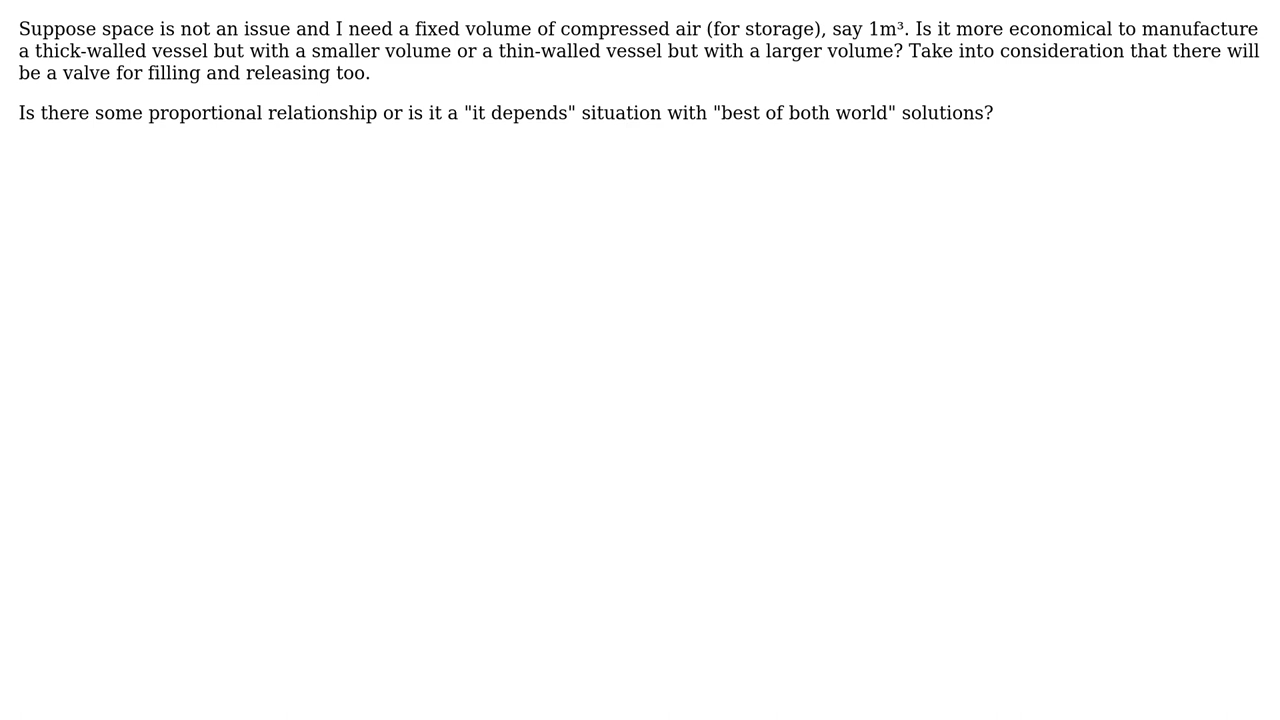 Suppose space is not an issue and I need a fixed volume of compressed air (for storage), say 1m³. Is it more economical to manufacture
a thick-walled vessel but with a smaller volume or a thin-walled vessel but with a larger volume? Take into consideration that there will
be a valve for filling and releasing too.
Is there some proportional relationship or is it a "it depends" situation with "best of both world" solutions?